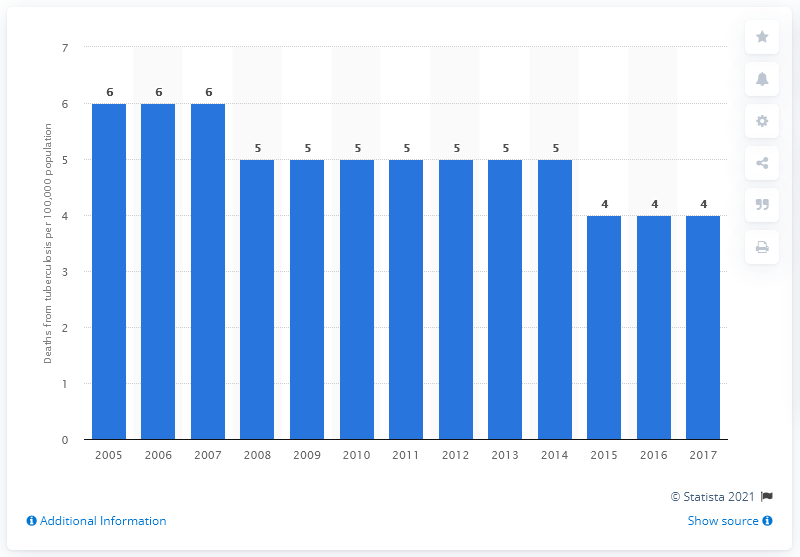 Deaths from tuberculosis per 100,000 population
7
6
5
4
3
2
1
0
6 6 6 5 5 5 5 5 5 5 4 4 4
2005 2006 2007 2008 2009 2010 2011 2012 2013 2014 2015 2016 2017
© Statista 2021
Additional Information
Show source